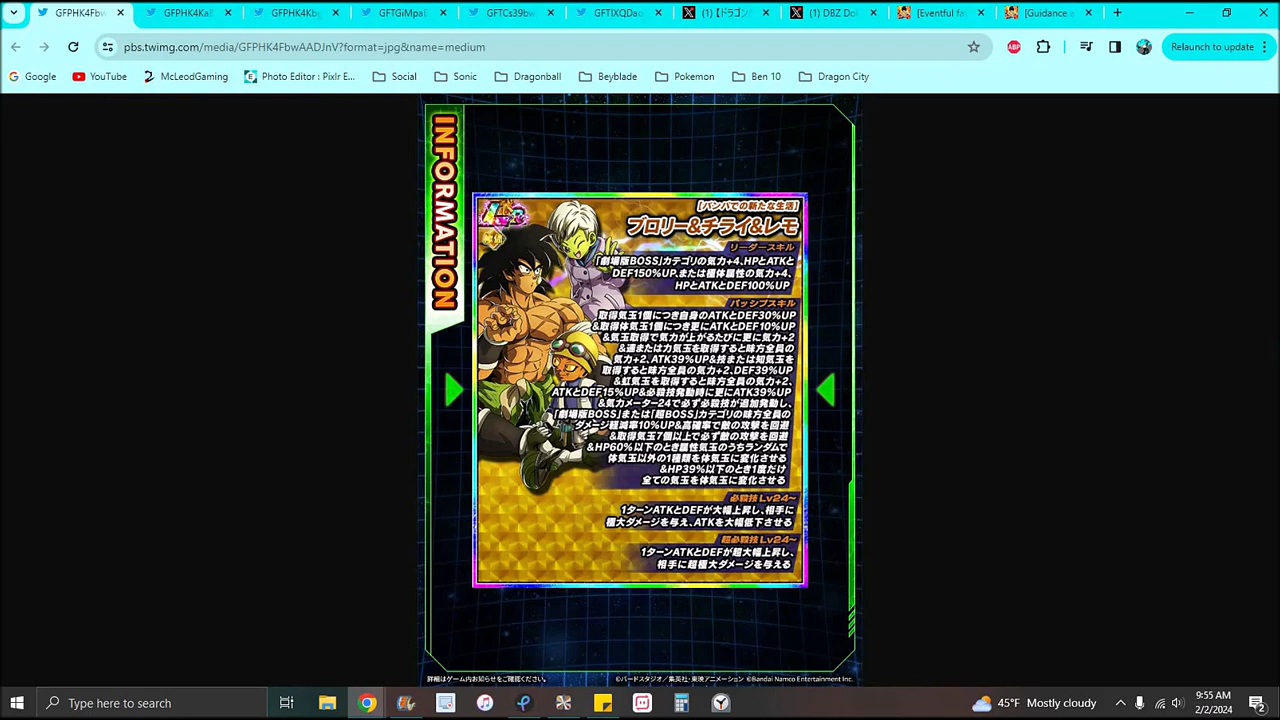 GFPHK4Fbw
GFPHK4KaE
GFPHK4Kbg
GFTGiMpaE
GFTCs39bw
GFTIXQDao
(1) 【ドラゴン
(1) DBZ Dok
[Eventful fa
[Guidance a
pbs.twimg.com/media/GFPHK4FbwAADJnV?format=jpg&name=medium
ABP
Relaunch to update
Google
YouTube
McLeodGaming
Photo Editor : Pixlr E...
Social
Sonic
Dragonball
Beyblade
Pokemon
Ben 10
Dragon City
INFORMATION
[バンパでの新たな生活]
ブロリー&チライ&レモ
リーダースキル
「劇場版BOSS」カテゴリの気力+4、HPとATKと
DEF150%UP、または極体属性の気力+4、
HPとATKとDEF100%UP
パッシブスキル
取得気玉1個につき自身のATKとDEF30%UP
&取得体気玉1個につき更にATKとDEF10%UP
&気玉取得で気力が上がるたびに更に気力+2
&速または力気玉を取得すると味方全員の
気力+2、ATK39%UP&技または知気玉を
取得すると味方全員の気力+2、DEF39%UP
&虹気玉を取得すると味方全員の気力+2、
ATKとDEF15%UP&必殺技発動時に更にATK39%UP
&気力メーター24で必ず必殺技が追加発動し、
「劇場版BOSS」または「超BOSS」カテゴリの味方全員の
ダメージ軽減率10%UP&高確率で敵の攻撃を回避
&取得気玉7個以上で必ず敵の攻撃を回避
&HP60%以下のとき属性気玉のうちランダムで
体気玉以外の1種類を体気玉に変化させる
&HP39%以下のとき1度だけ
全ての気玉を体気玉に変化させる
必殺技 Lv24~
1ターンATKとDEFが大幅上昇し、相手に
極大ダメージを与え、ATKを大幅低下させる
超必殺技 Lv24~
1ターンATKとDEFが超大幅上昇し、
相手に超極大ダメージを与える
詳細はゲーム内お知らせをご確認ください。
©バードスタジオ/集英社・東映アニメーション ©Bandai Namco Entertainment Inc.
Type here to search
45°F Mostly cloudy
9:55 AM
2/2/2024
2